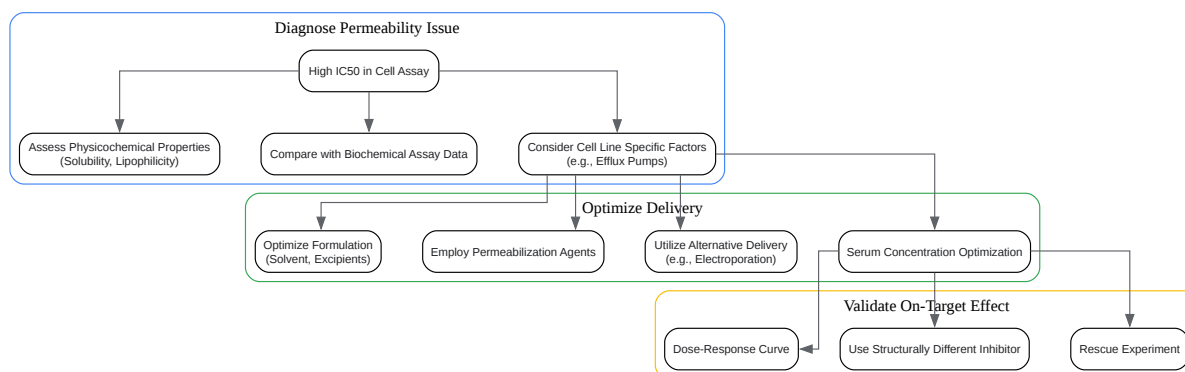 Diagnose Permeability Issue
High IC50 in Cell Assay
Assess Physicochemical Properties
(Solubility, Lipophilicity)
Compare with Biochemical Assay Data
Consider Cell Line Specific Factors
(e.g., Efflux Pumps)
Optimize Delivery
Optimize Formulation
(Solvent, Excipients)
Employ Permeabilization Agents
Utilize Alternative Delivery
(e.g., Electroporation)
Serum Concentration Optimization
Validate On-Target Effect
Dose-Response Curve
Use Structurally Different Inhibitor
Rescue Experiment